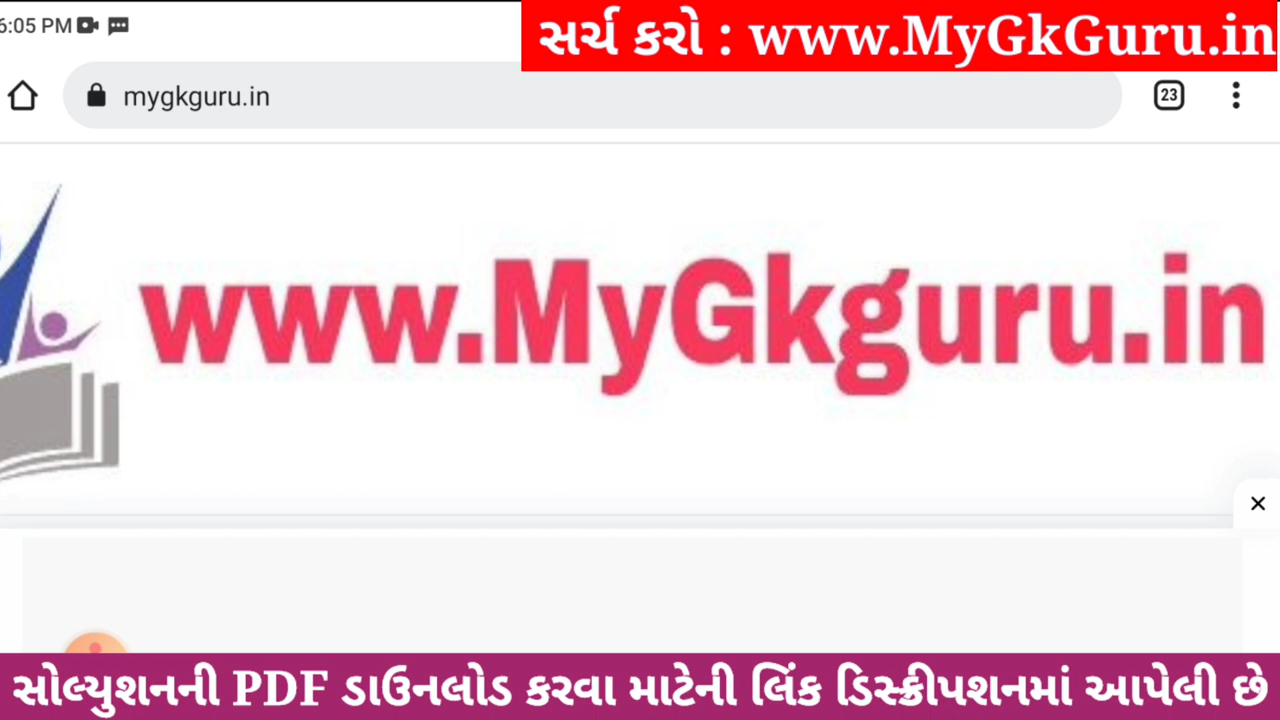 6:05 PM
સર્ચ કરો : www.MyGkGuru.in
mygkguru.in
23
www.MyGkguru.in
સોલ્યુશનની PDF ડાઉનલોડ કરવા માટેની લિંક ડિસ્ક્રીપશનમાં આપેલી છે